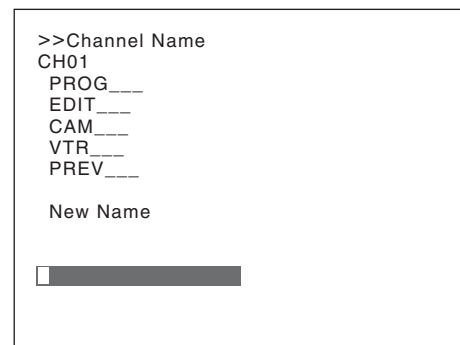 >>Channel Name
CH01
PROG___
EDIT___
CAM___
VTR___
PREV___
New Name